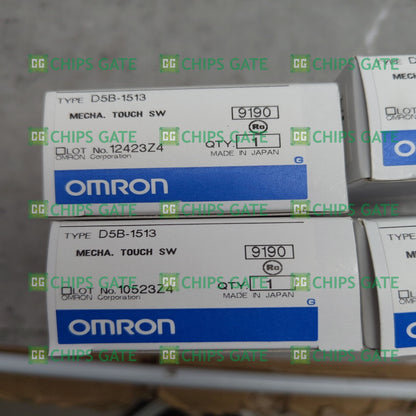 TYPE D5B-1513
MECHA. TOUCH SW
9190
Ro
LOT No. 12423Z4
QTY. 1
OMRON Corporation
MADE IN JAPAN
G
OMRON
TYPE D5B-1513
MECHA. TOUCH SW
9190
Ro
LOT No. 10523Z4
QTY. 1
OMRON Corporation
MADE IN JAPAN
G
OMRON
TYPE D
CHIPS GATE CHIPS GATE CHIPS GATE
CHIPS GATE CHIPS GATE CHIPS GATE
CHIPS GATE CHIPS GATE CHIPS GATE
CHIPS GATE CHIPS GATE CHIPS GATE
CHIPS GATE CHIPS GATE CHIPS GATE